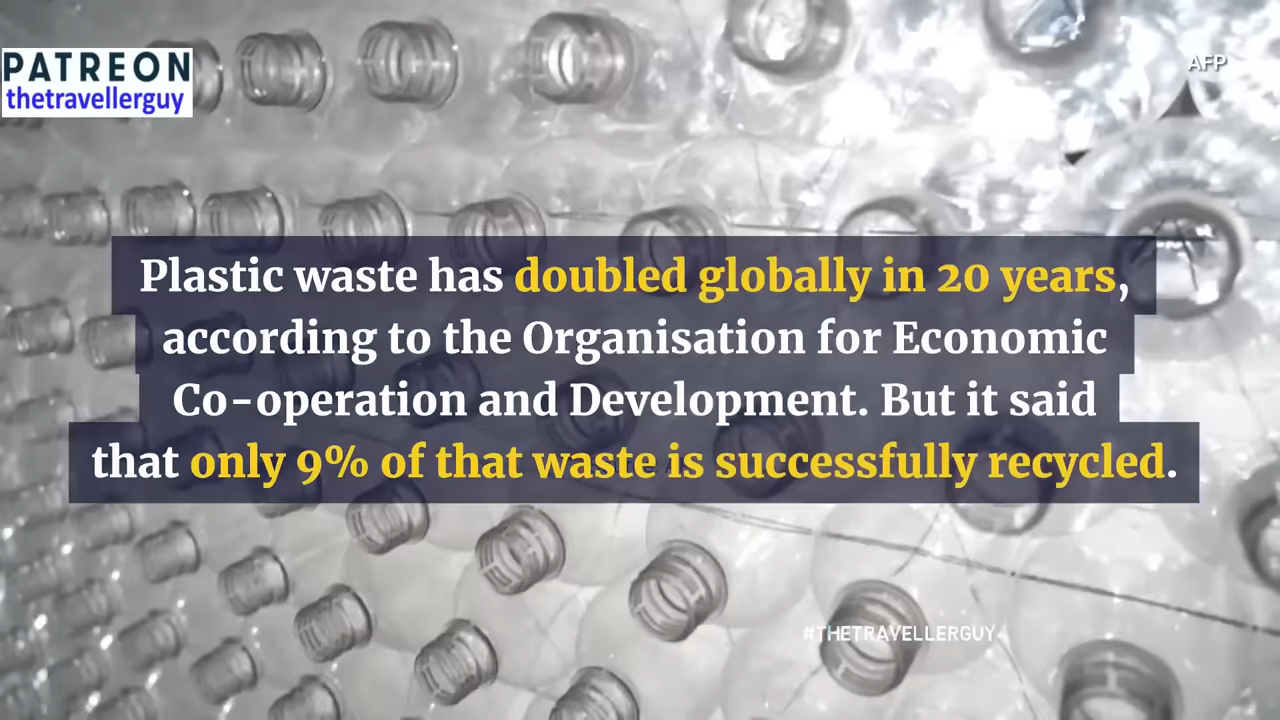 PATREON
thetravellerguy
AFP
Plastic waste has doubled globally in 20 years,
according to the Organisation for Economic
Co-operation and Development. But it said
that only 9% of that waste is successfully recycled.
#THETRAVELLERGUY